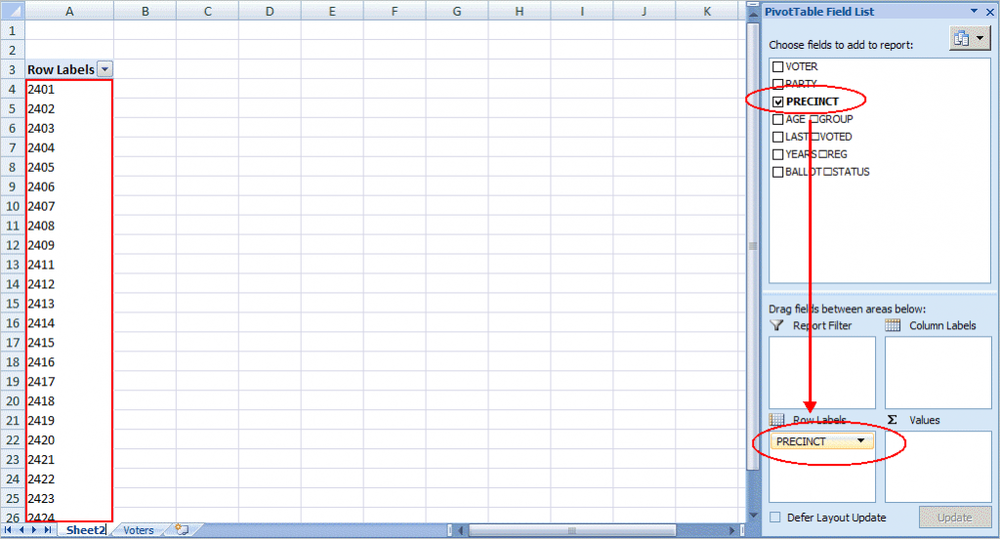 A B C D E F G H I J K
1
2
3 Row Labels
4 2401
5 2402
6 2403
7 2404
8 2405
9 2406
10 2407
11 2408
12 2409
13 2411
14 2412
15 2413
16 2414
17 2415
18 2416
19 2417
20 2418
21 2419
22 2420
23 2421
24 2422
25 2423
26 2424
Sheet2 Voters
PivotTable Field List
Choose fields to add to report:
VOTER
PARTY
PRECINCT
AGE□GROUP
LAST□VOTED
YEARS□REG
BALLOT□STATUS
Drag fields between areas below:
Report Filter Column Labels
Row Labels Σ Values
PRECINCT
Defer Layout Update Update